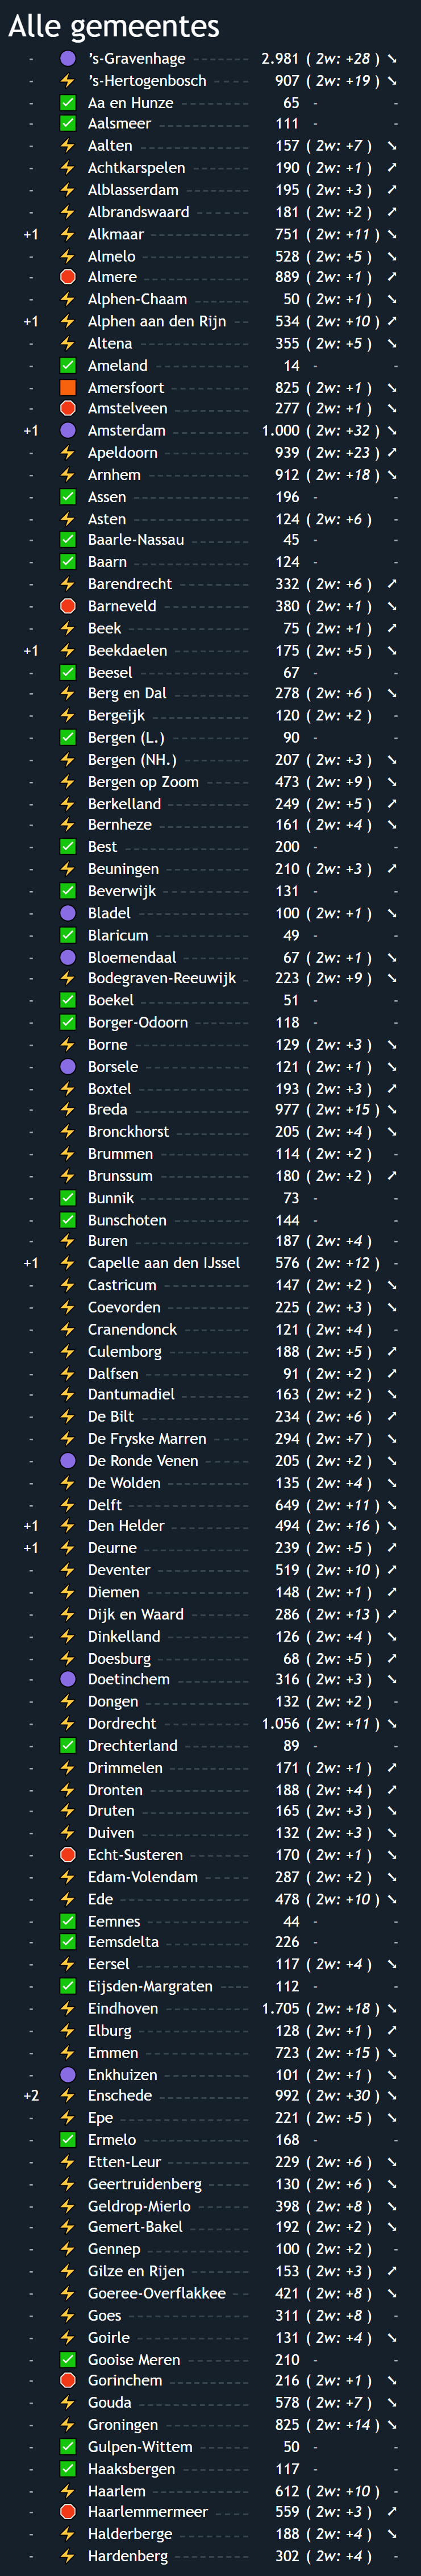 Alle gemeentes
- 's-Gravenhage 2.981 ( 2w: +28 )
- 's-Hertogenbosch 907 ( 2w: +19 )
- Aa en Hunze 65 - -
- Aalsmeer 111 - -
- Aalten 157 ( 2w: +7 )
- Achtkarspelen 190 ( 2w: +1 )
- Alblasserdam 195 ( 2w: +3 )
- Albrandswaard 181 ( 2w: +2 )
+1 Alkmaar 751 ( 2w: +11 )
- Almelo 528 ( 2w: +5 )
- Almere 889 ( 2w: +1 )
- Alphen-Chaam 50 ( 2w: +1 )
+1 Alphen aan den Rijn 534 ( 2w: +10 )
- Altena 355 ( 2w: +5 )
- Ameland 14 - -
- Amersfoort 825 ( 2w: +1 )
- Amstelveen 277 ( 2w: +1 )
+1 Amsterdam 1.000 ( 2w: +32 )
- Apeldoorn 939 ( 2w: +23 )
- Arnhem 912 ( 2w: +18 )
- Assen 196 - -
- Asten 124 ( 2w: +6 ) -
- Baarle-Nassau 45 - -
- Baarn 124 - -
- Barendrecht 332 ( 2w: +6 )
- Barneveld 380 ( 2w: +1 )
- Beek 75 ( 2w: +1 )
+1 Beekdaelen 175 ( 2w: +5 )
- Beesel 67 - -
- Berg en Dal 278 ( 2w: +6 )
- Bergeijk 120 ( 2w: +2 ) -
- Bergen (L.) 90 - -
- Bergen (NH.) 207 ( 2w: +3 )
- Bergen op Zoom 473 ( 2w: +9 )
- Berkelland 249 ( 2w: +5 )
- Bernheze 161 ( 2w: +4 )
- Best 200 - -
- Beuningen 210 ( 2w: +3 )
- Beverwijk 131 - -
- Bladel 100 ( 2w: +1 )
- Blaricum 49 - -
- Bloemendaal 67 ( 2w: +1 )
- Bodegraven-Reeuwijk 223 ( 2w: +9 )
- Boekel 51 - -
- Borger-Odoorn 118 - -
- Borne 129 ( 2w: +3 )
- Borsele 121 ( 2w: +1 )
- Boxtel 193 ( 2w: +3 )
- Breda 977 ( 2w: +15 )
- Bronckhorst 205 ( 2w: +4 )
- Brummen 114 ( 2w: +2 ) -
- Brunssum 180 ( 2w: +2 )
- Bunnik 73 - -
- Bunschoten 144 - -
- Buren 187 ( 2w: +4 ) -
+1 Capelle aan den IJssel 576 ( 2w: +12 ) -
- Castricum 147 ( 2w: +2 )
- Coevorden 225 ( 2w: +3 )
- Cranendonck 121 ( 2w: +4 ) -
- Culemborg 188 ( 2w: +5 )
- Dalfsen 91 ( 2w: +2 )
- Dantumadiel 163 ( 2w: +2 )
- De Bilt 234 ( 2w: +6 )
- De Fryske Marren 294 ( 2w: +7 )
- De Ronde Venen 205 ( 2w: +2 )
- De Wolden 135 ( 2w: +4 )
- Delft 649 ( 2w: +11 )
+1 Den Helder 494 ( 2w: +16 )
+1 Deurne 239 ( 2w: +5 )
- Deventer 519 ( 2w: +10 )
- Diemen 148 ( 2w: +1 )
- Dijk en Waard 286 ( 2w: +13 )
- Dinkelland 126 ( 2w: +4 )
- Doesburg 68 ( 2w: +5 )
- Doetinchem 316 ( 2w: +3 )
- Dongen 132 ( 2w: +2 ) -
- Dordrecht 1.056 ( 2w: +11 )
- Drechterland 89 - -
- Drimmelen 171 ( 2w: +1 )
- Dronten 188 ( 2w: +4 )
- Druten 165 ( 2w: +3 )
- Duiven 132 ( 2w: +3 )
- Echt-Susteren 170 ( 2w: +1 )
- Edam-Volendam 287 ( 2w: +2 )
- Ede 478 ( 2w: +10 )
- Eemnes 44 - -
- Eemsdelta 226 - -
- Eersel 117 ( 2w: +4 )
- Eijsden-Margraten 112 - -
- Eindhoven 1.705 ( 2w: +18 )
- Elburg 128 ( 2w: +1 )
- Emmen 723 ( 2w: +15 )
- Enkhuizen 101 ( 2w: +1 )
+2 Enschede 992 ( 2w: +30 )
- Epe 221 ( 2w: +5 )
- Ermelo 168 - -
- Etten-Leur 229 ( 2w: +6 )
- Geertruidenberg 130 ( 2w: +6 )
- Geldrop-Mierlo 398 ( 2w: +8 )
- Gemert-Bakel 192 ( 2w: +2 )
- Gennep 100 ( 2w: +2 ) -
- Gilze en Rijen 153 ( 2w: +3 )
- Goeree-Overflakkee 421 ( 2w: +8 )
- Goes 311 ( 2w: +8 ) -
- Goirle 131 ( 2w: +4 )
- Gooise Meren 210 - -
- Gorinchem 216 ( 2w: +1 )
- Gouda 578 ( 2w: +7 )
- Groningen 825 ( 2w: +14 )
- Gulpen-Wittem 50 - -
- Haaksbergen 117 - -
- Haarlem 612 ( 2w: +10 ) -
- Haarlemmermeer 559 ( 2w: +3 )
- Halderberge 188 ( 2w: +4 )
- Hardenberg 302 ( 2w: +4 ) -